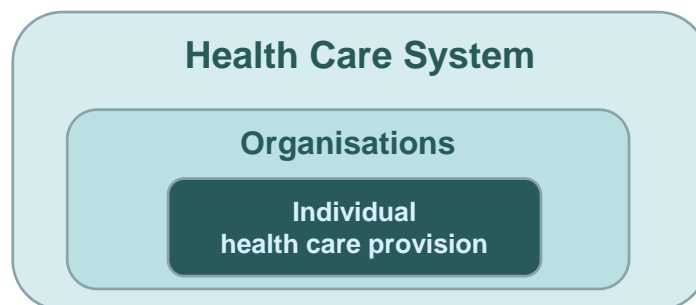 Health Care System
Organisations
Individual
health care provision